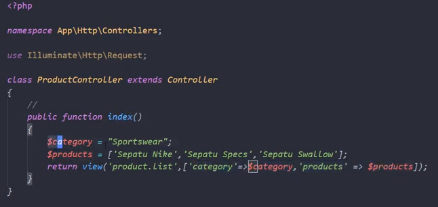 <?php
namespace App\Http\Controllers;
use Illuminate\Http\Request;
class ProductController extends Controller
{
//
public function index()
{
$category = "Sportswear";
$products = ['Sepatu Nike','Sepatu Specs','Sepatu Swallow'];
return view('product.list',['category'=>$category,'products' => $products]);
}
}